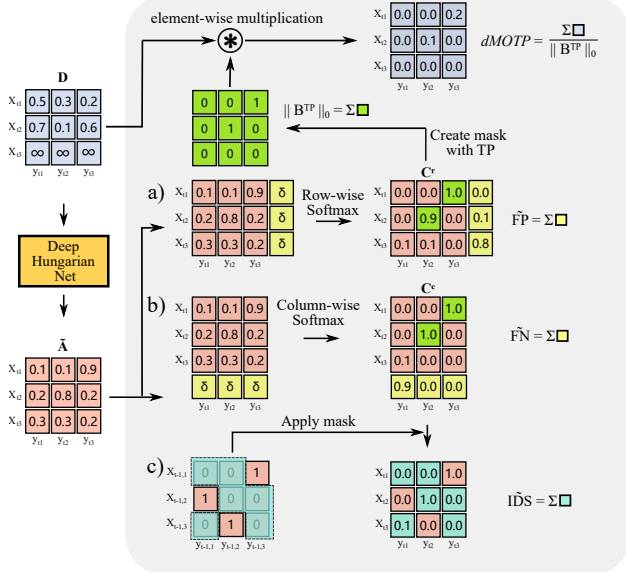 element-wise multiplication
X_t1 0.0 0.0 0.2
X_t2 0.0 0.1 0.0
X_t3 0.0 0.0 0.0
y_t1 y_t2 y_t3
dMOTP = Σ / || B^TP ||_0
D
X_t1 0.5 0.3 0.2
X_t2 0.7 0.1 0.6
X_t3 ∞ ∞ ∞
y_t1 y_t2 y_t3
0 0 1
0 1 0
0 0 0
|| B^TP ||_0 = Σ
Create mask
with TP
Deep
Hungarian
Net
a)
X_t1 0.1 0.1 0.9 δ
X_t2 0.2 0.8 0.2 δ
X_t3 0.3 0.3 0.2 δ
y_t1 y_t2 y_t3
Row-wise
Softmax
C^r
X_t1 0.0 0.0 1.0 0.0
X_t2 0.0 0.9 0.0 0.1
X_t3 0.1 0.1 0.0 0.8
y_t1 y_t2 y_t3
F̃P = Σ
Ã
X_t1 0.1 0.1 0.9
X_t2 0.2 0.8 0.2
X_t3 0.3 0.3 0.2
y_t1 y_t2 y_t3
b)
X_t1 0.1 0.1 0.9
X_t2 0.2 0.8 0.2
X_t3 0.3 0.3 0.2
δ δ δ
y_t1 y_t2 y_t3
Column-wise
Softmax
C^c
X_t1 0.0 0.0 1.0
X_t2 0.0 1.0 0.0
X_t3 0.1 0.0 0.0
0.9 0.0 0.0
y_t1 y_t2 y_t3
F̃N = Σ
Apply mask
c)
X_t-1,1 0 0 1
X_t-1,2 1 0 0
X_t-1,3 0 1 0
y_t-1,1 y_t-1,2 y_t-1,3
X_t1 0.0 0.0 1.0
X_t2 0.0 1.0 0.0
X_t3 0.1 0.0 0.0
y_t1 y_t2 y_t3
ID̃S = Σ